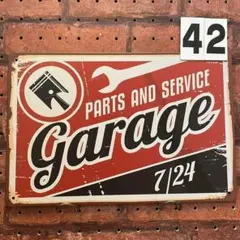 42
PARTS AND SERVICE
Garage
7/24